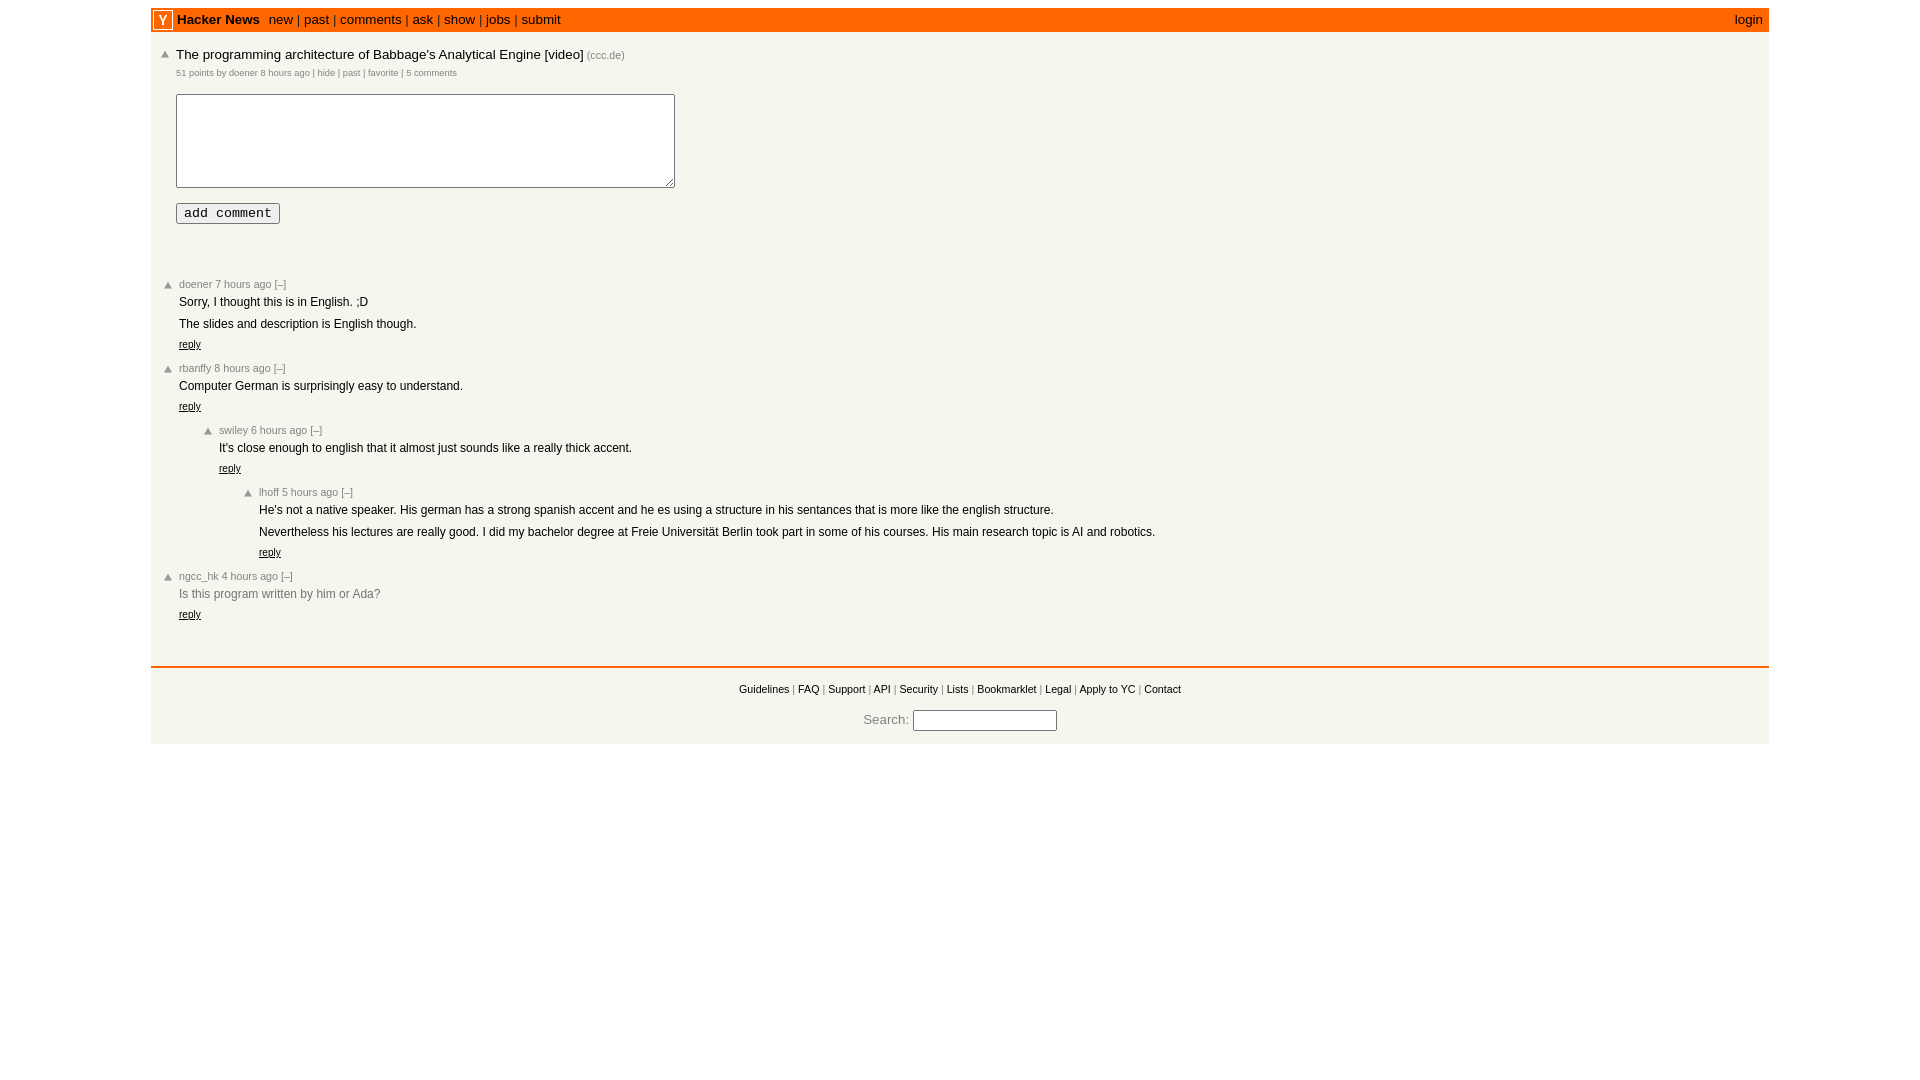 Y Hacker News new | past | comments | ask | show | jobs | submit login
The programming architecture of Babbage's Analytical Engine [video] (ccc.de)
51 points by doener 8 hours ago | hide | past | favorite | 5 comments
add comment
doener 7 hours ago [–]
Sorry, I thought this is in English. ;D
The slides and description is English though.
reply
rbanffy 8 hours ago [–]
Computer German is surprisingly easy to understand.
reply
swiley 6 hours ago [–]
It's close enough to english that it almost just sounds like a really thick accent.
reply
lhoff 5 hours ago [–]
He's not a native speaker. His german has a strong spanish accent and he es using a structure in his sentances that is more like the english structure.
Nevertheless his lectures are really good. I did my bachelor degree at Freie Universität Berlin took part in some of his courses. His main research topic is AI and robotics.
reply
ngcc_hk 4 hours ago [–]
Is this program written by him or Ada?
reply
Guidelines | FAQ | Support | API | Security | Lists | Bookmarklet | Legal | Apply to YC | Contact
Search: